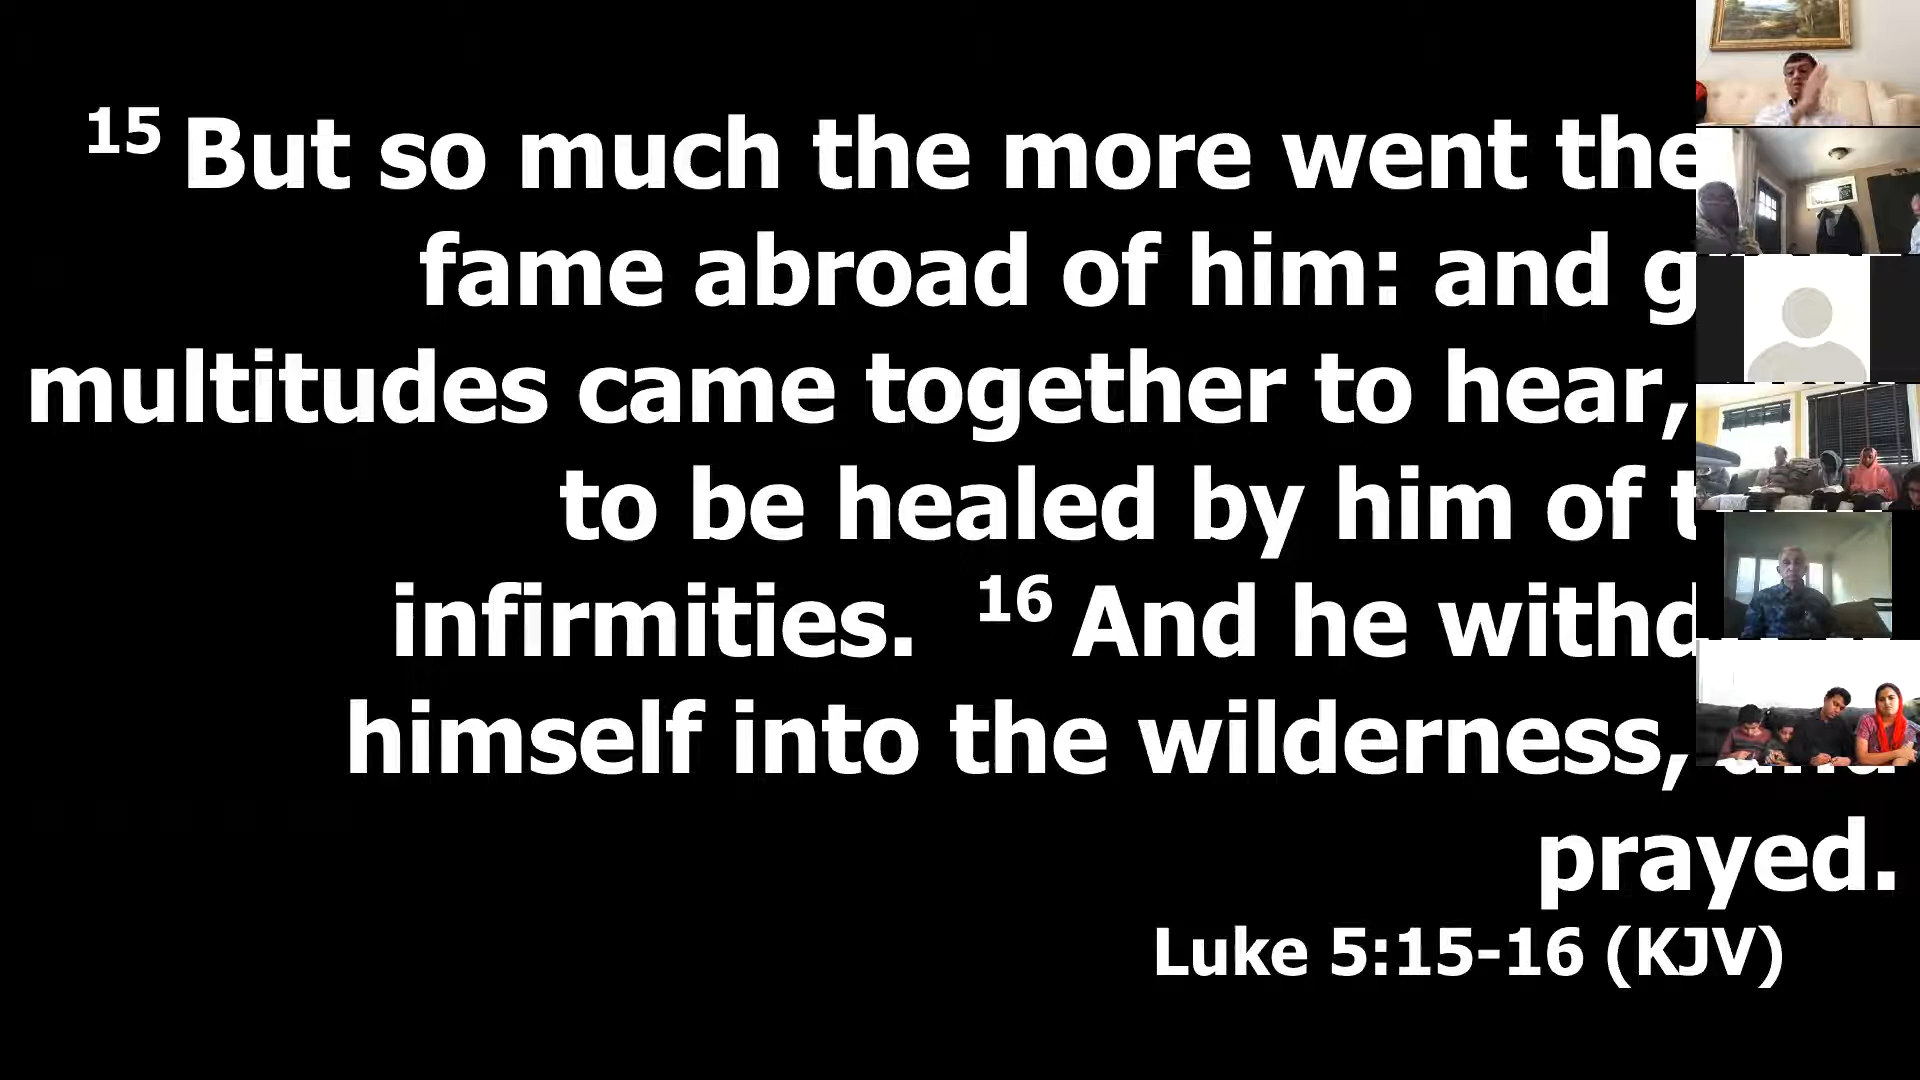 15 But so much the more went the
fame abroad of him: and g
multitudes came together to hear,
to be healed by him of t
infirmities. 16 And he withd
himself into the wilderness, and
prayed.
Luke 5:15-16 (KJV)